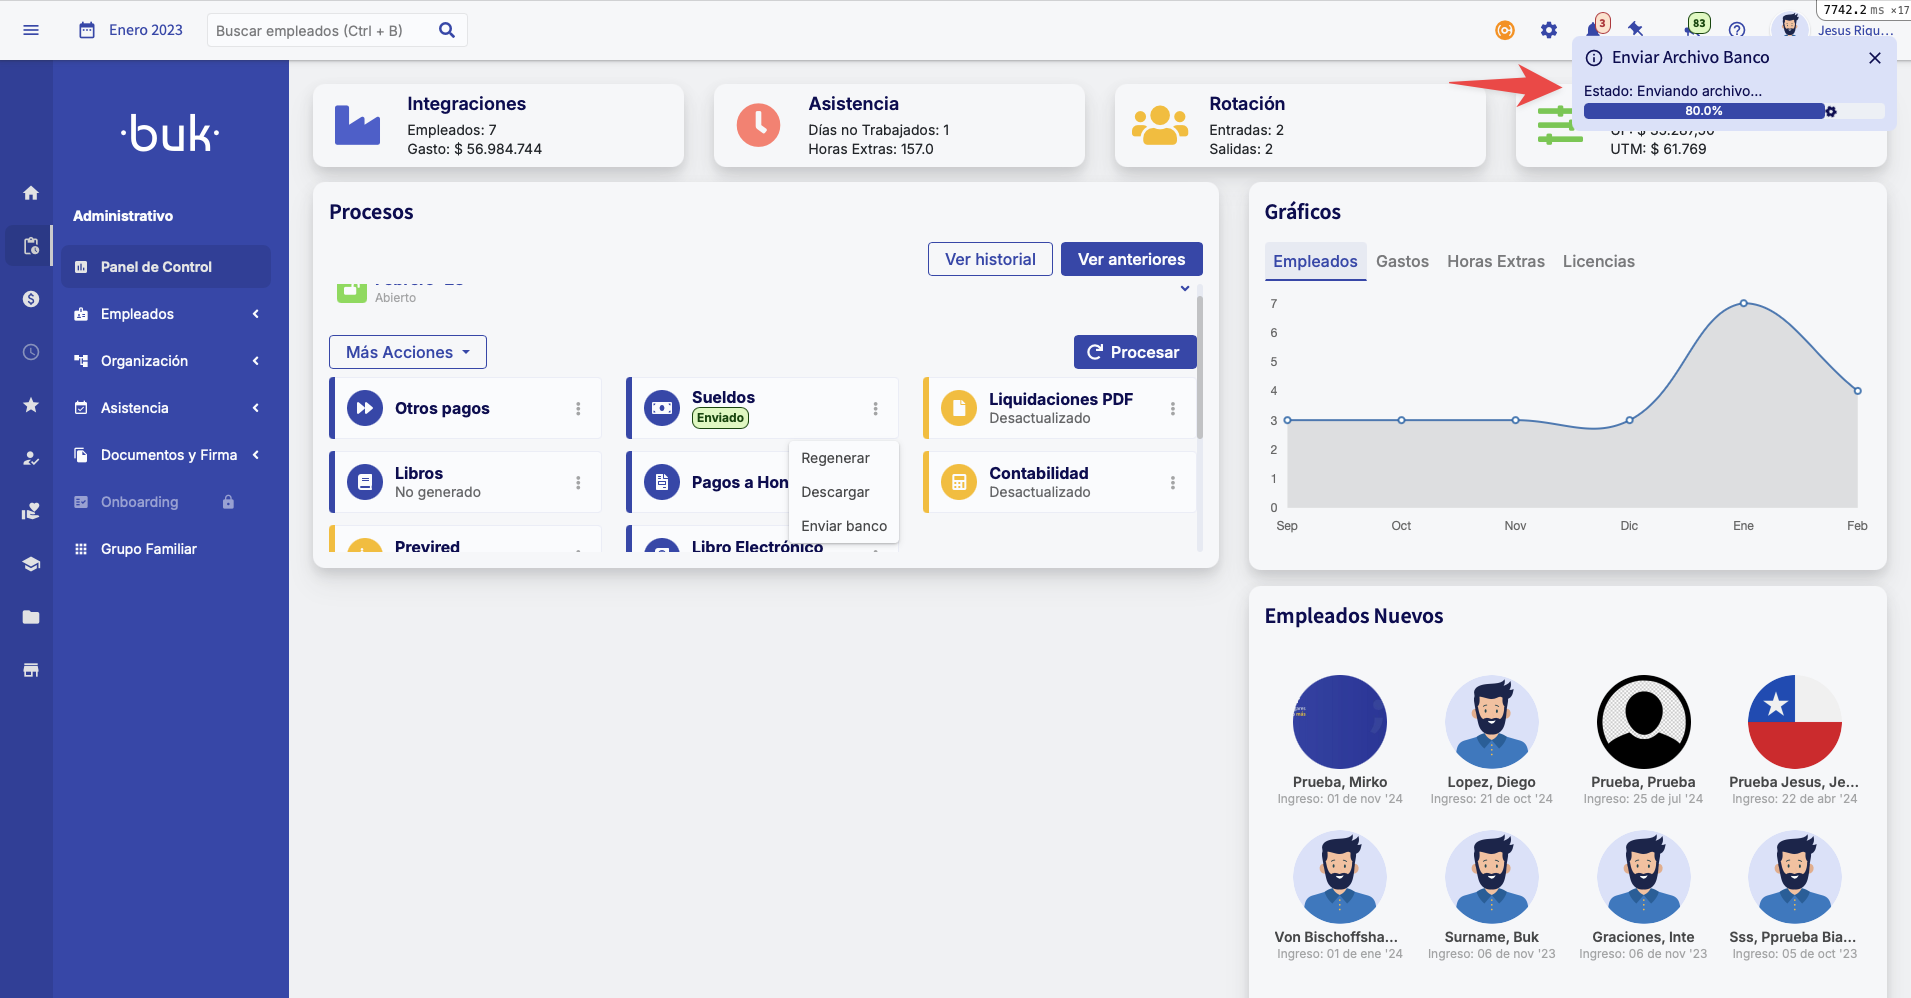 Enero 2023
Buscar empleados (Ctrl + B)
3
83
7742.2 ms ×17
Jesus Riqu...
Enviar Archivo Banco
Estado: Enviando archivo...
80.0%
·buk·
Administrativo
Panel de Control
Empleados
Organización
Asistencia
Documentos y Firma
Onboarding
Grupo Familiar
Integraciones
Empleados: 7
Gasto: $ 56.984.744
Asistencia
Días no Trabajados: 1
Horas Extras: 157.0
Rotación
Entradas: 2
Salidas: 2
UTM: $ 61.769
Procesos
Ver historial
Ver anteriores
Abierto
Más Acciones
Procesar
Otros pagos
Sueldos
Enviado
Liquidaciones PDF
Desactualizado
Libros
No generado
Pagos a Hon
Contabilidad
Desactualizado
Regenerar
Descargar
Enviar banco
Previred
Libro Electrónico
Gráficos
Empleados
Gastos
Horas Extras
Licencias
7
6
5
4
3
2
1
0
Sep
Oct
Nov
Dic
Ene
Feb
Empleados Nuevos
Prueba, Mirko
Ingreso: 01 de nov '24
Lopez, Diego
Ingreso: 21 de oct '24
Prueba, Prueba
Ingreso: 25 de jul '24
Prueba Jesus, Je...
Ingreso: 22 de abr '24
Von Bischoffsha...
Ingreso: 01 de ene '24
Surname, Buk
Ingreso: 06 de nov '23
Graciones, Inte
Ingreso: 06 de nov '23
Sss, Pprueba Bia...
Ingreso: 05 de oct '23